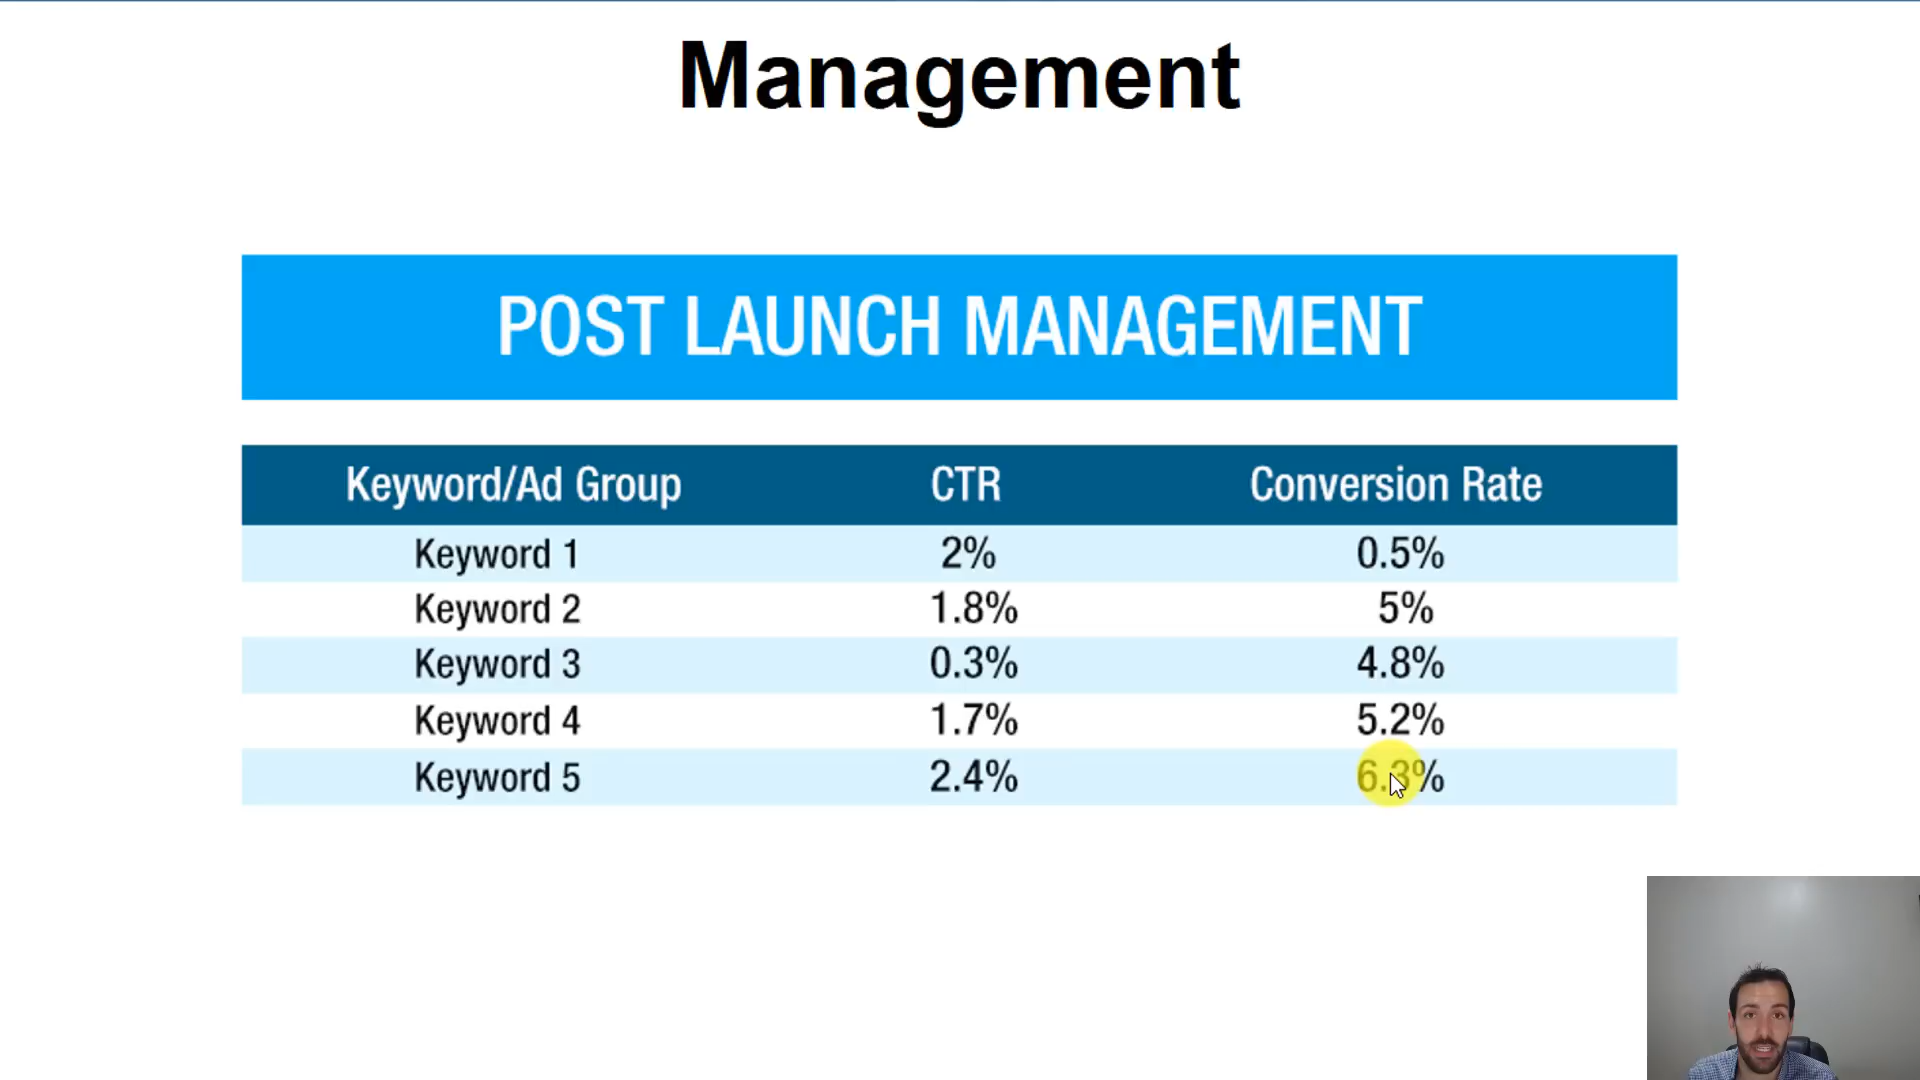 Management
POST LAUNCH MANAGEMENT
Keyword/Ad Group CTR Conversion Rate
Keyword 1 2% 0.5%
Keyword 2 1.8% 5%
Keyword 3 0.3% 4.8%
Keyword 4 1.7% 5.2%
Keyword 5 2.4% 6.3%